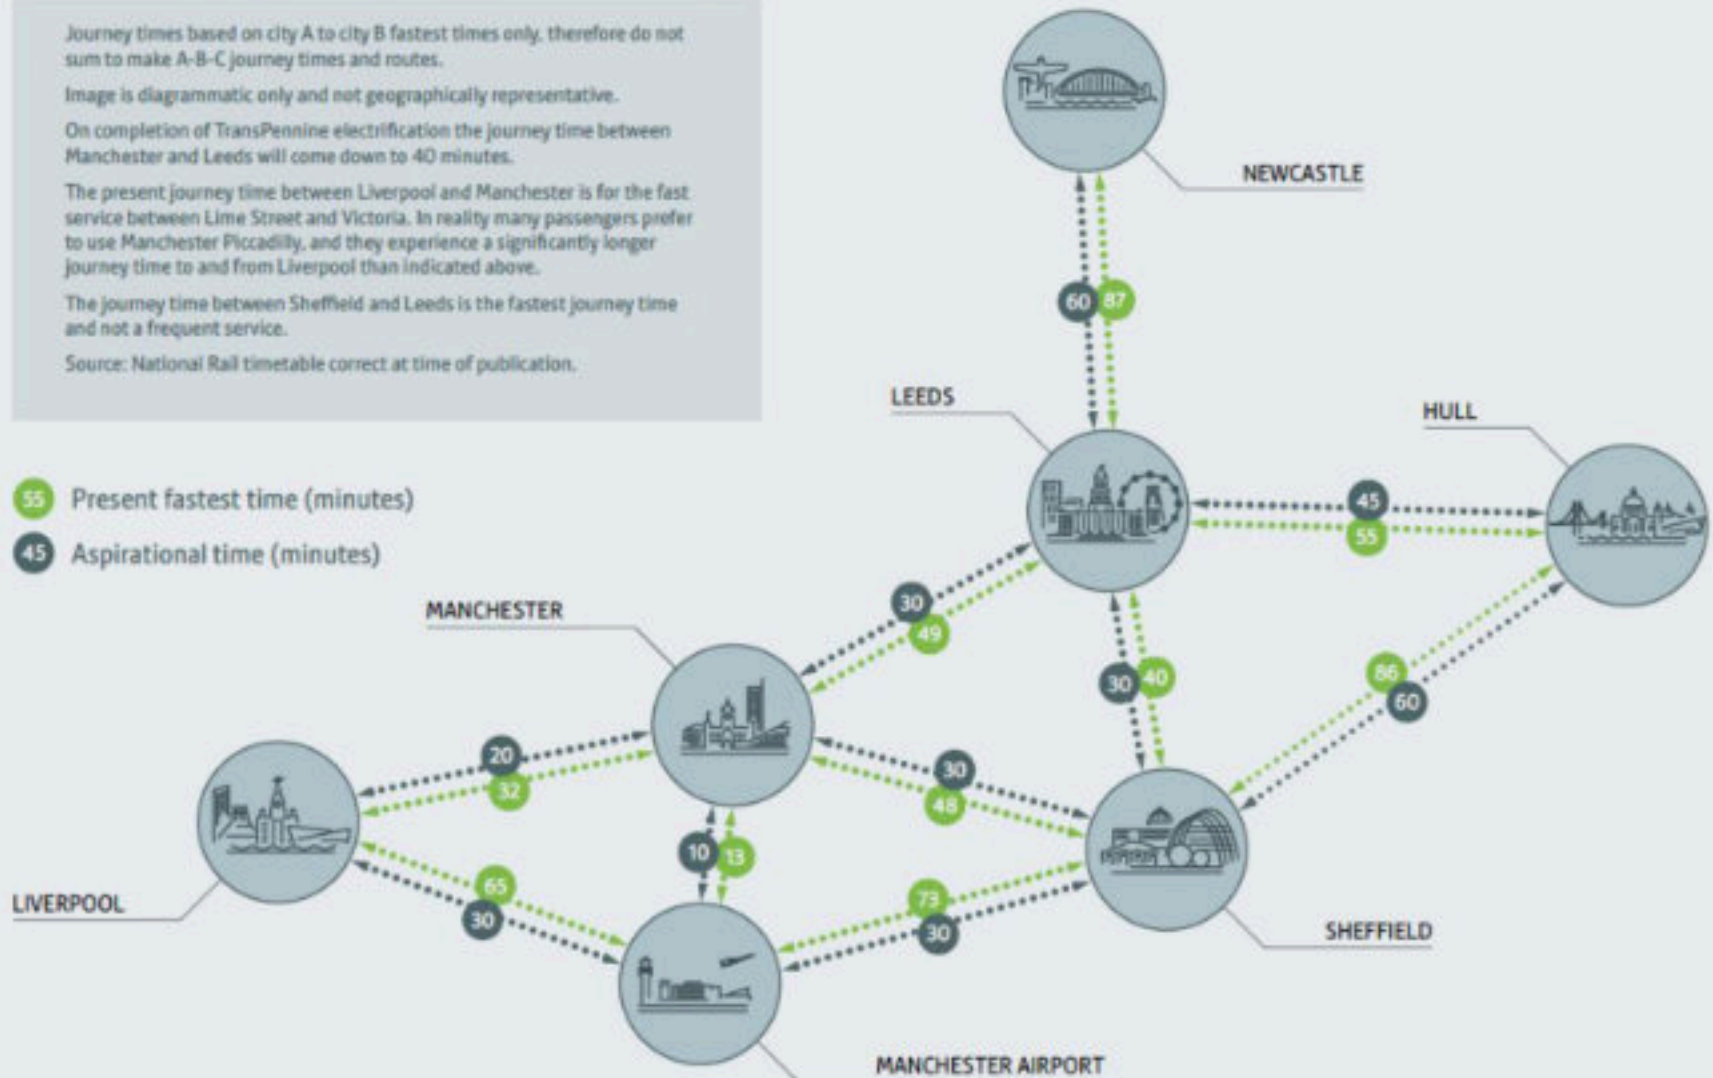 Journey times based on city A to city B fastest times only, therefore do not
sum to make A-B-C journey times and routes.
Image is diagrammatic only and not geographically representative.
On completion of TransPennine electrification the journey time between
Manchester and Leeds will come down to 40 minutes.
The present journey time between Liverpool and Manchester is for the fast
service between Lime Street and Victoria. In reality many passengers prefer
to use Manchester Piccadilly, and they experience a significantly longer
journey time to and from Liverpool than indicated above.
The journey time between Sheffield and Leeds is the fastest journey time
and not a frequent service.
Source: National Rail timetable correct at time of publication.
55 Present fastest time (minutes)
45 Aspirational time (minutes)
NEWCASTLE
60 87
LEEDS
HULL
45
55
MANCHESTER
30
49
30 40
86
60
20
32
30
48
10 13
LIVERPOOL
65
30
73
30
SHEFFIELD
MANCHESTER AIRPORT